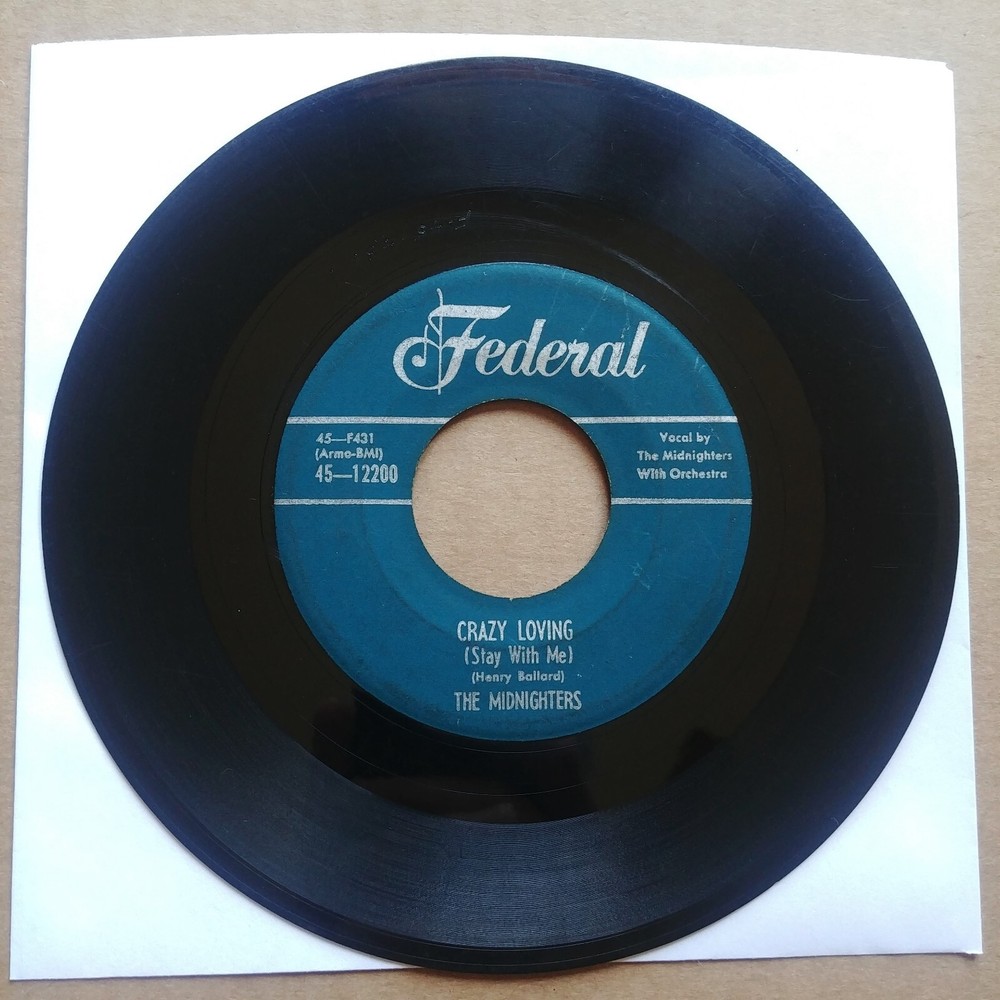 Federal
45—F431
(Armo-BMI)
45—12200
Vocal by
The Midnighters
With Orchestra
CRAZY LOVING
(Stay With Me)
(Henry Ballard)
THE MIDNIGHTERS